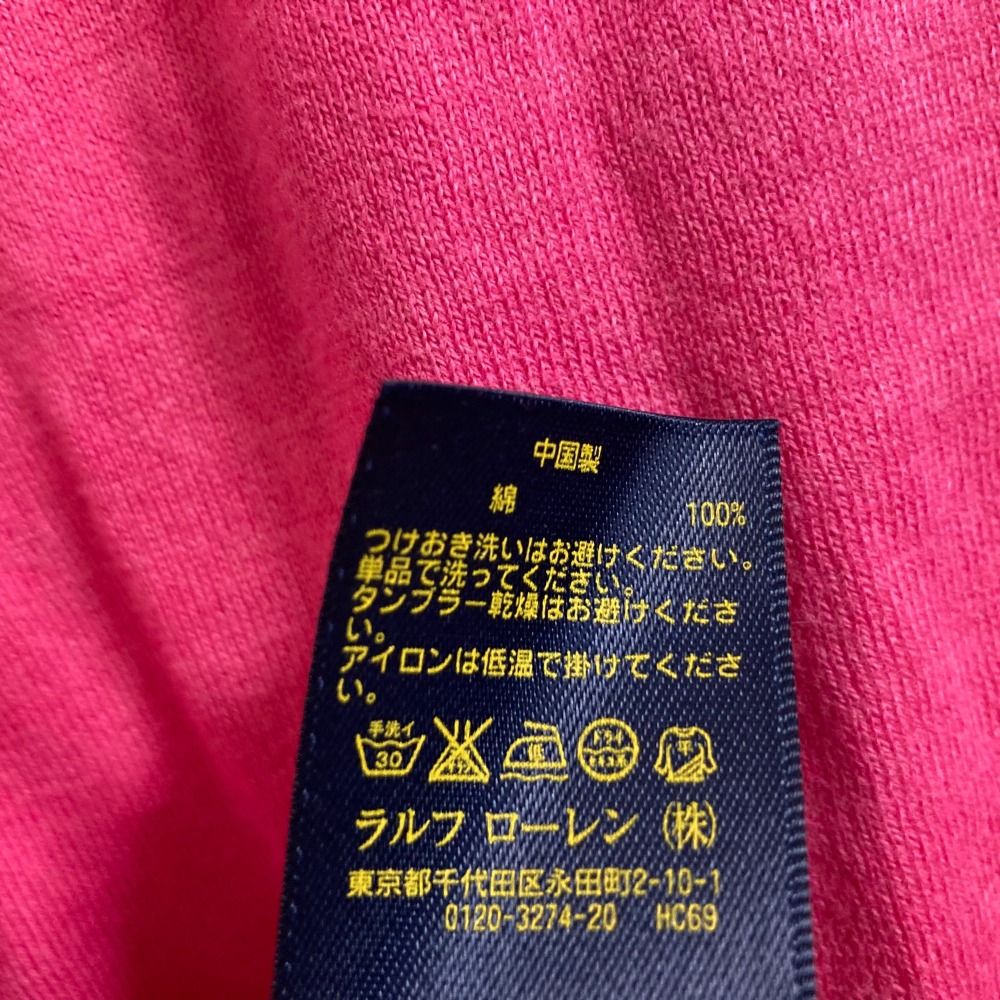 中国製
綿 100%
つけおき洗いはお避けください。
単品で洗ってください。
タンブラー乾燥はお避けくださ
い。
アイロンは低温で掛けてくださ
い。
手洗イ
30 低 平
ラルフ ローレン (株)
東京都千代田区永田町2-10-1
0120-3274-20 HC69